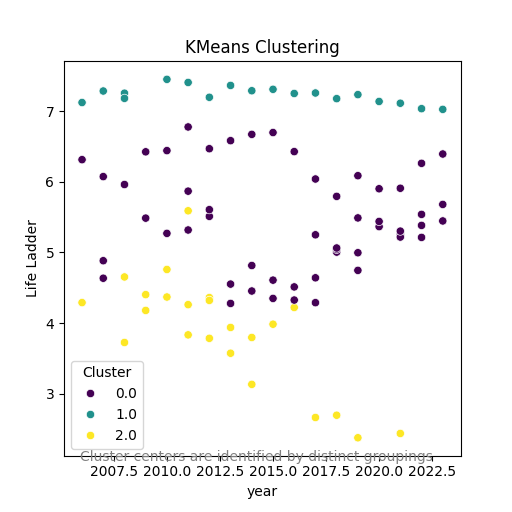 KMeans Clustering
Life Ladder
7
6
5
4
3
Cluster
0.0
1.0
2.0
Cluster centers are identified by distinct groupings
2007.5 2010.0 2012.5 2015.0 2017.5 2020.0 2022.5
year